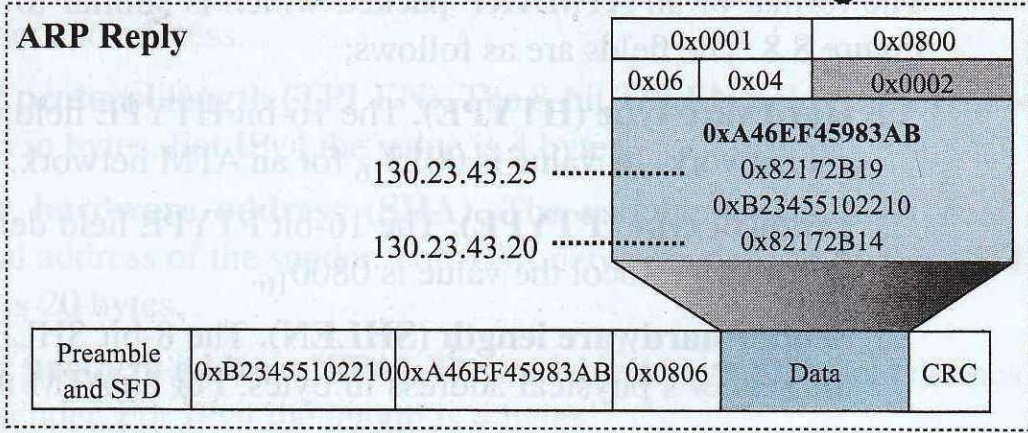 ARP Reply
0x0001 0x0800
0x06 0x04 0x0002
0xA46EF45983AB
130.23.43.25 0x82172B19
0xB23455102210
130.23.43.20 0x82172B14
Preamble and SFD 0xB23455102210 0xA46EF45983AB 0x0806 Data CRC